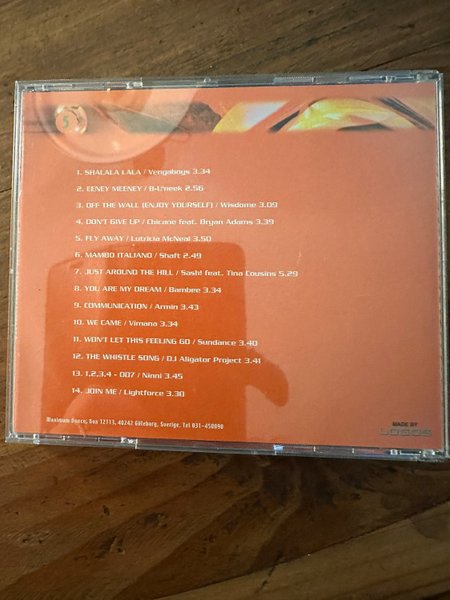 5
1. SHALALA LALA / Vengaboys 3.34
2. EENEY MEENEY / B-U'neek 2.56
3. OFF THE WALL (ENJOY YOURSELF) / Wisdome 3.09
4. DON'T GIVE UP / Chicane feat. Bryan Adams 3.39
5. FLY AWAY / Lutricia McNeal 3.50
6. MAMBO ITALIANO / Shaft 2.49
7. JUST AROUND THE HILL / Sash! feat. Tina Cousins 5.29
8. YOU ARE MY DREAM / Bambee 3.34
9. COMMUNICATION / Armin 3.43
10. WE CAME / Vimana 3.34
11. WON'T LET THIS FEELING GO / Sundance 3.40
12. THE WHISTLE SONG / DJ Aligator Project 3.41
13. 1,2,3,4 - 007 / Ninni 3.45
14. JOIN ME / Lightforce 3.30
Maximum Dance, Box 12113, 40242 Göteborg, Sverige, Tel 031-450090
MADE BY
LOGOS